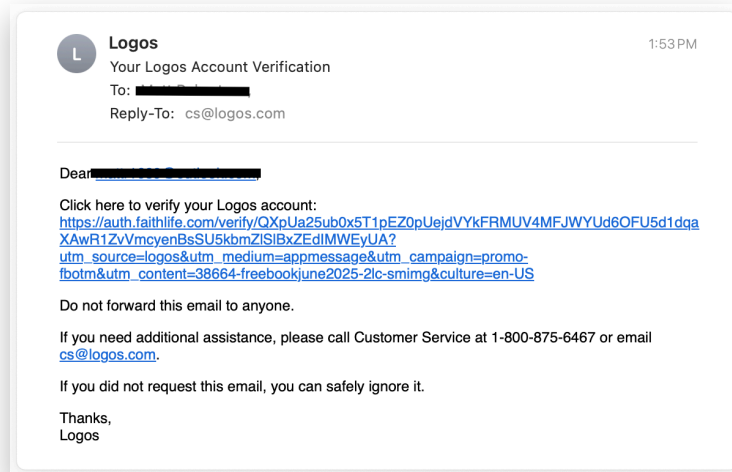 L
Logos
1:53 PM
Your Logos Account Verification
To:
Reply-To: cs@logos.com
Dear
Click here to verify your Logos account:
https://auth.faithlife.com/verify/QXpUa25ub0x5T1pEZ0pUejdVYkFRMUV4MFJWYUd6OFU5d1dqa
XAwR1ZvVmcyenBsSU5kbmZlSlBxZEdIMWEyUA?
utm_source=logos&utm_medium=appmessage&utm_campaign=promo-
fbotm&utm_content=38664-freebookjune2025-2lc-smimg&culture=en-US
Do not forward this email to anyone.
If you need additional assistance, please call Customer Service at 1-800-875-6467 or email
cs@logos.com.
If you did not request this email, you can safely ignore it.
Thanks,
Logos